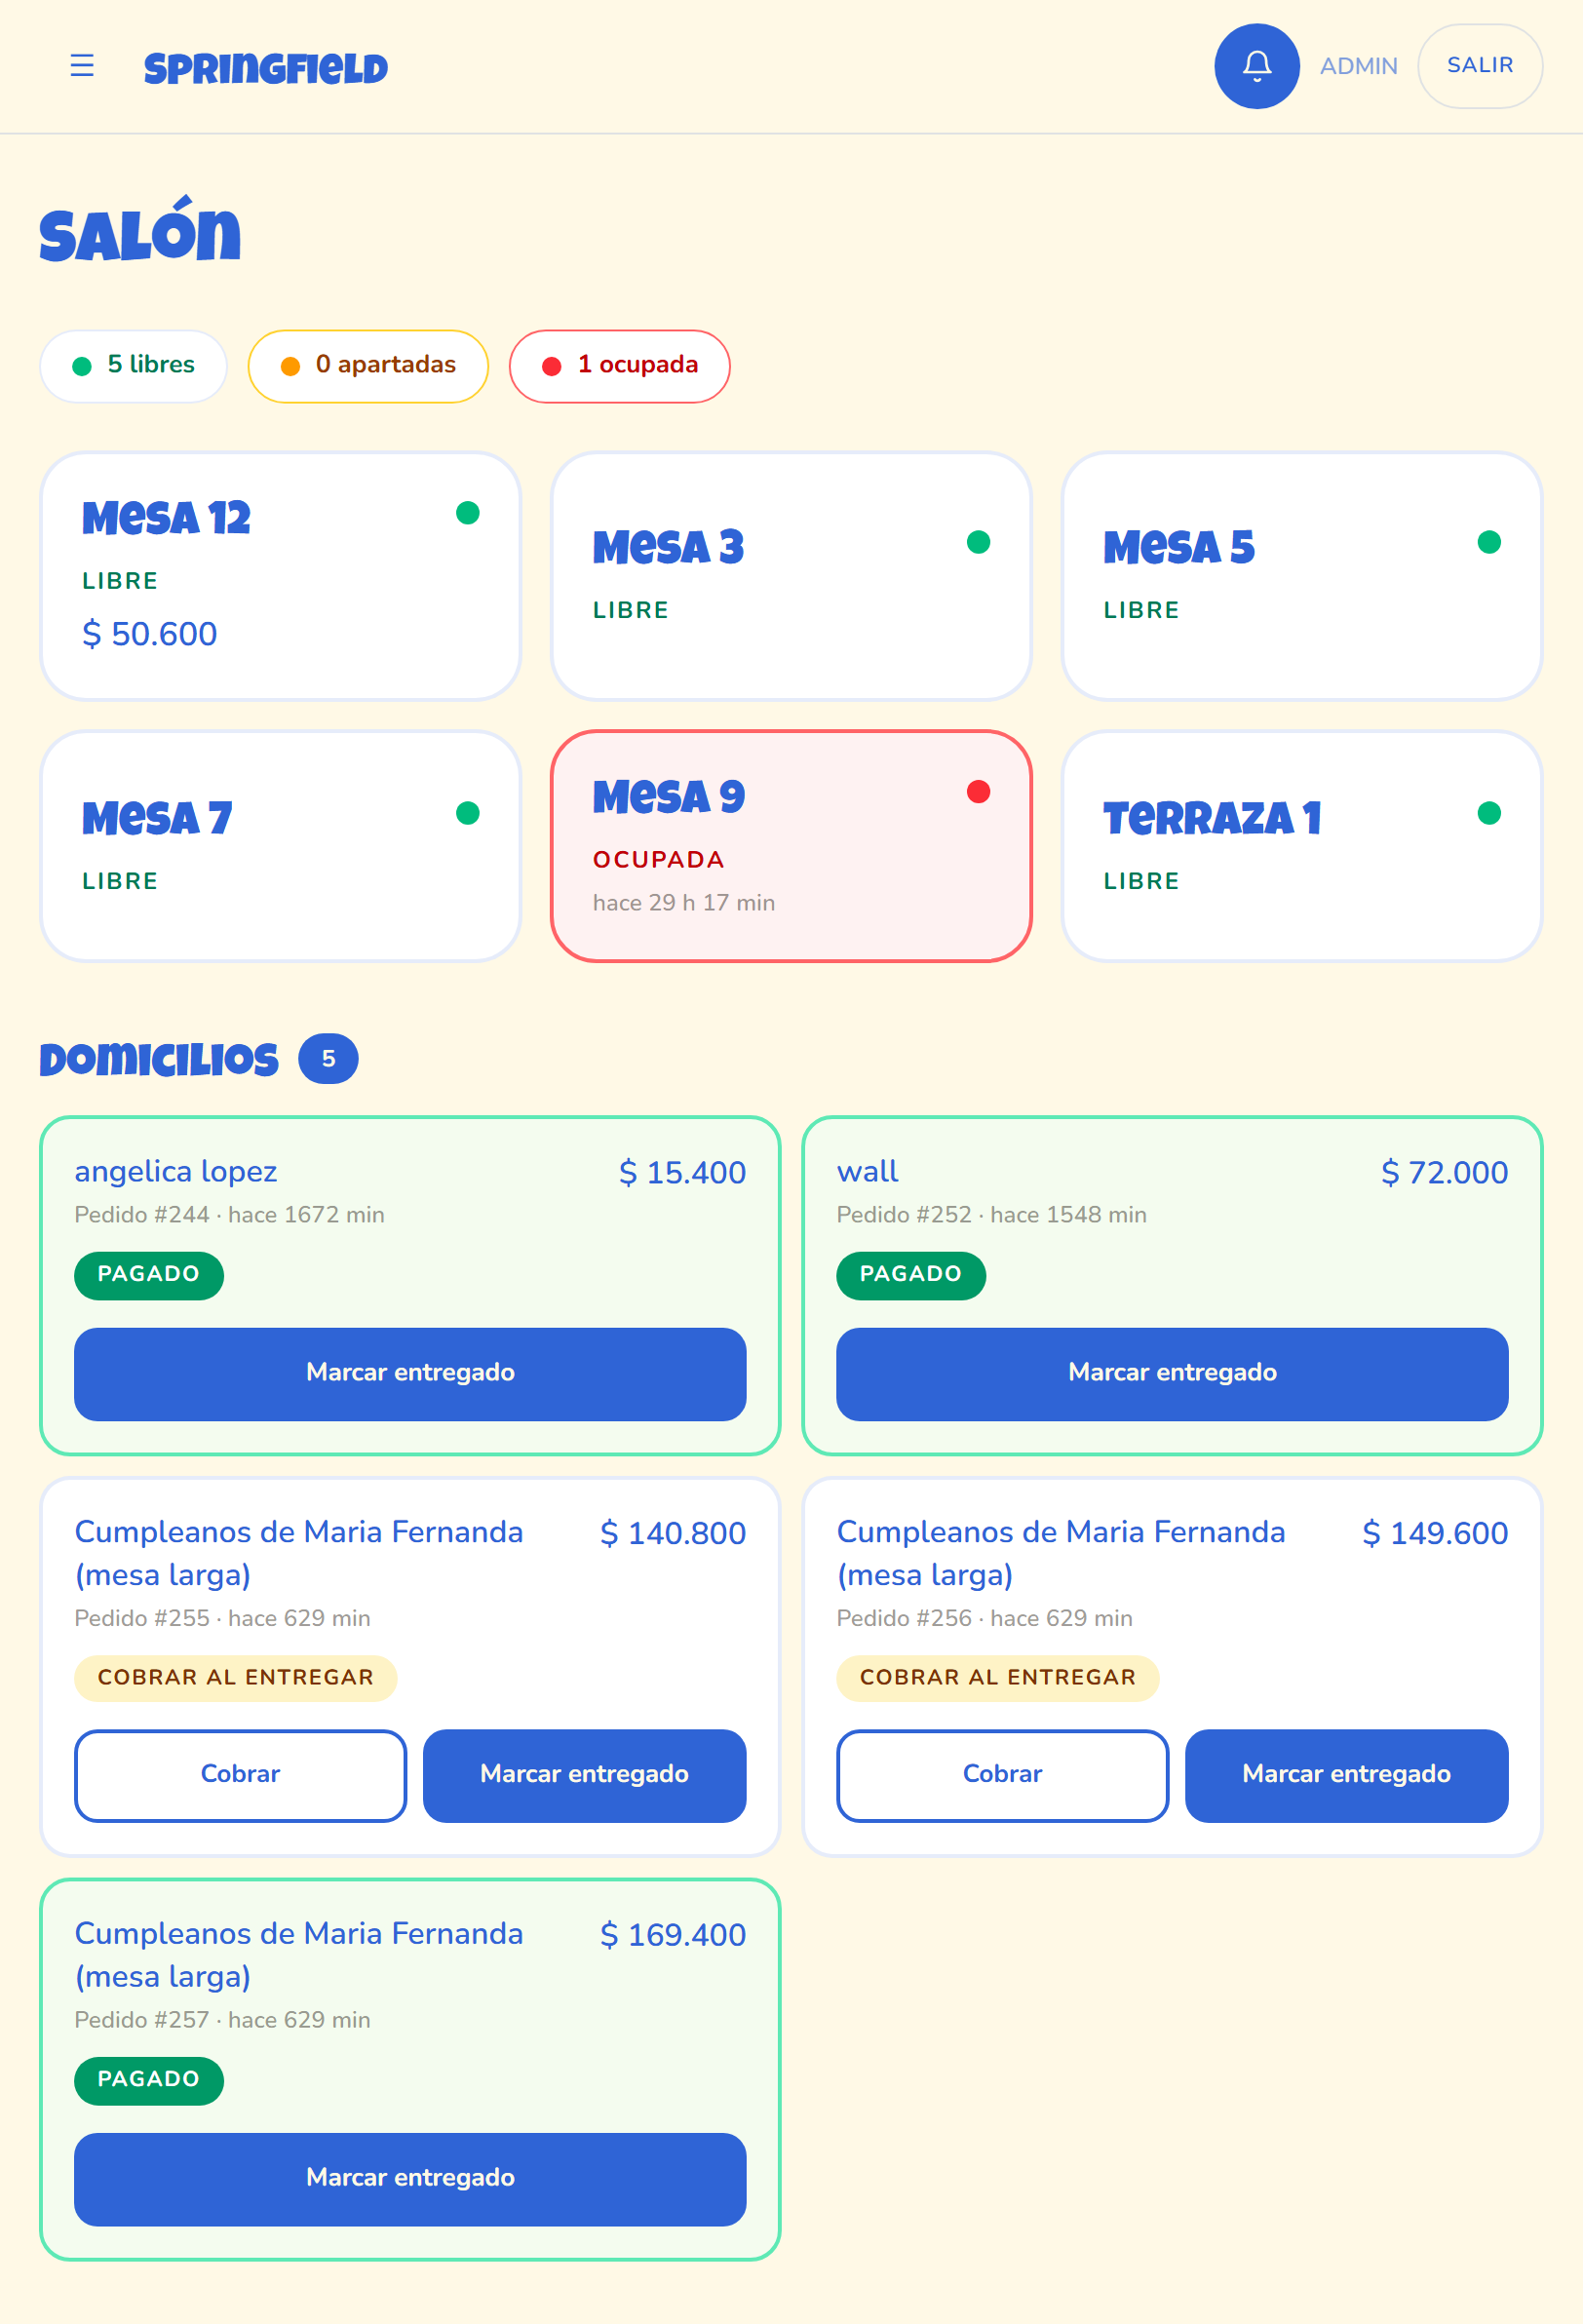 ☰ SPRINGFIELD ADMIN SALIR
Salón
5 libres 0 apartadas 1 ocupada
Mesa 12
LIBRE
$ 50.600
Mesa 3
LIBRE
Mesa 5
LIBRE
Mesa 7
LIBRE
Mesa 9
OCUPADA
hace 29 h 17 min
Terraza 1
LIBRE
Domicilios 5
angelica lopez $ 15.400
Pedido #244 · hace 1672 min
PAGADO
Marcar entregado
wall $ 72.000
Pedido #252 · hace 1548 min
PAGADO
Marcar entregado
Cumpleanos de Maria Fernanda $ 140.800
(mesa larga)
Pedido #255 · hace 629 min
COBRAR AL ENTREGAR
Cobrar Marcar entregado
Cumpleanos de Maria Fernanda $ 149.600
(mesa larga)
Pedido #256 · hace 629 min
COBRAR AL ENTREGAR
Cobrar Marcar entregado
Cumpleanos de Maria Fernanda $ 169.400
(mesa larga)
Pedido #257 · hace 629 min
PAGADO
Marcar entregado